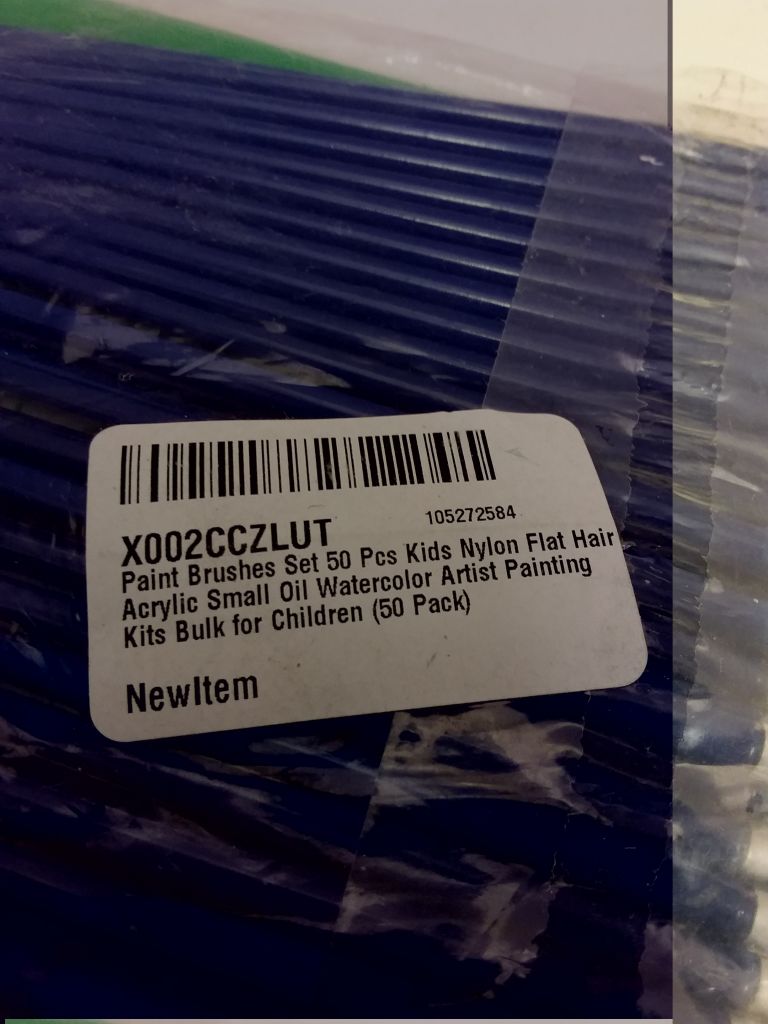 X002CCZLUT
105272584
Paint Brushes Set 50 Pcs Kids Nylon Flat Hair
Acrylic Small Oil Watercolor Artist Painting
Kits Bulk for Children (50 Pack)
NewItem